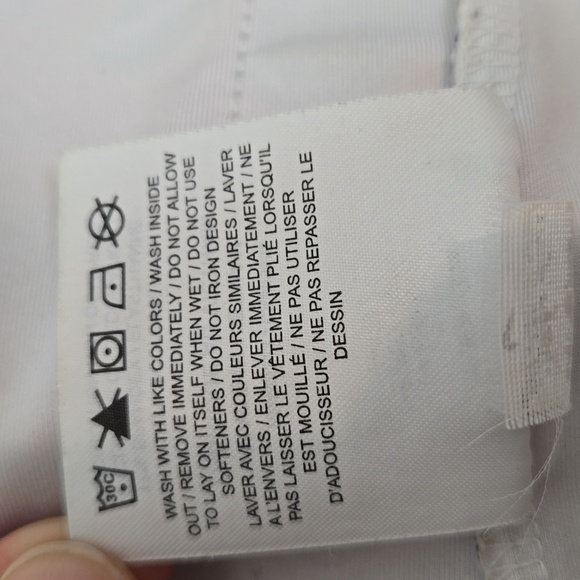 30C
WASH WITH LIKE COLORS / WASH INSIDE
OUT / REMOVE IMMEDIATELY / DO NOT ALLOW
TO LAY ON ITSELF WHEN WET / DO NOT USE
SOFTENERS / DO NOT IRON DESIGN
LAVER AVEC COULEURS SIMILAIRES / LAVER
A L'ENVERS / ENLEVER IMMEDIATEMENT / NE
PAS LAISSER LE VÊTEMENT PLIÉ LORSQU'IL
EST MOUILLÉ / NE PAS UTILISER
D'ADOUCISSEUR / NE PAS REPASSER LE
DESSIN